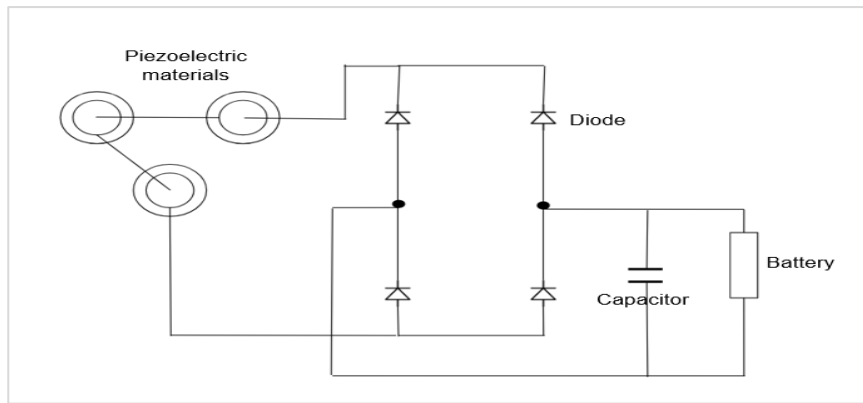 Piezoelectric
materials
Diode
Battery
Capacitor